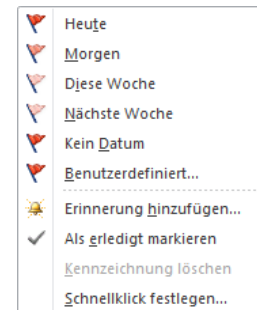 Heute
Morgen
Diese Woche
Nächste Woche
Kein Datum
Benutzerdefiniert...
Erinnerung hinzufügen...
Als erledigt markieren
Kennzeichnung löschen
Schnellklick festlegen...